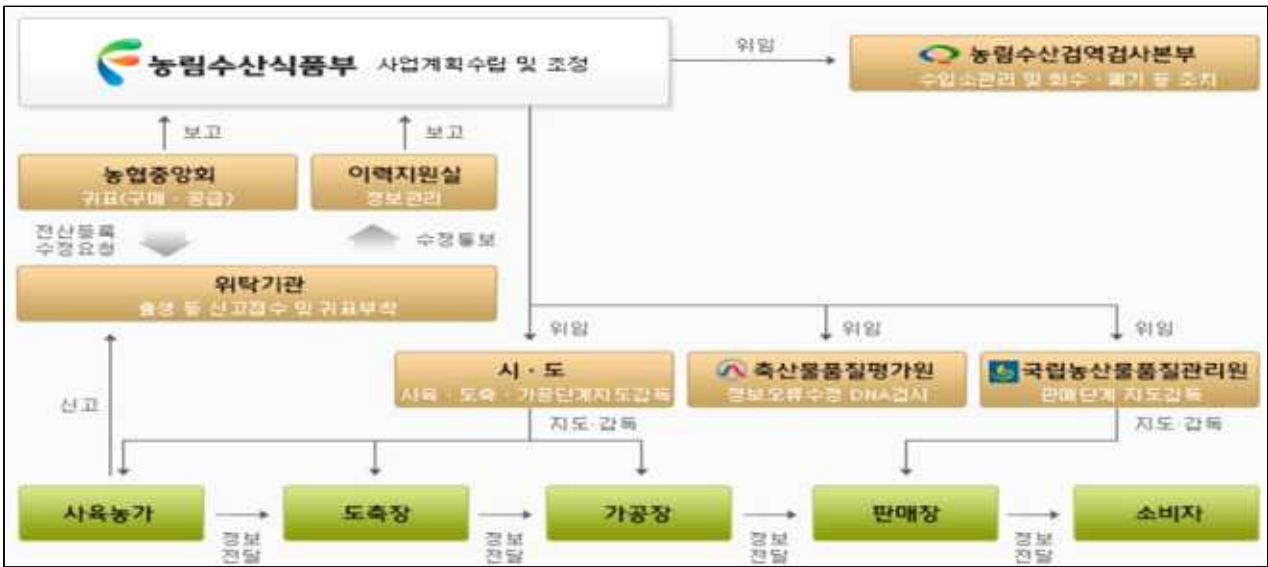 농림수산식품부 사업계획수립 및 조정
위임
농림수산검역검사본부
수입소관리 및 회수·폐기 등 조치
보고
보고
농협중앙회
귀표(구매·공급)
이력지원실
정보관리
전산등록
수정요청
수정통보
위탁기관
출생 등 신고접수 및 귀표부착
위임
위임
위임
시·도
사육·도축·가공단계지도감독
축산물품질평가원
정보오류수정 DNA검사
국립농산물품질관리원
판매단계 지도감독
신고
지도·감독
지도·감독
사육농가
도축장
가공장
판매장
소비자
정보
전달
정보
전달
정보
전달
정보
전달